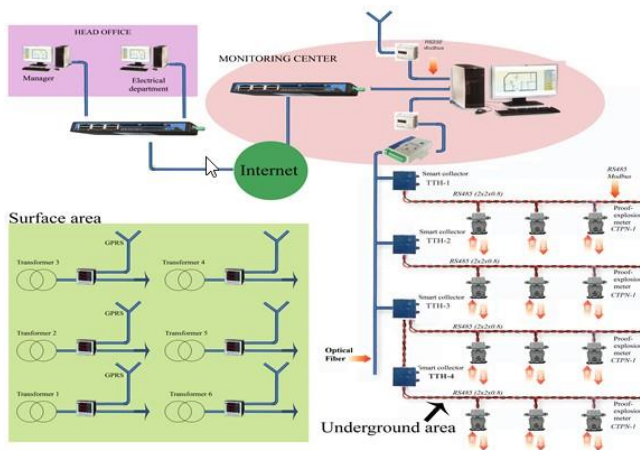 HEAD OFFICE
Manager
Electrical
department
MONITORING CENTER
Modbus
Internet
Smart collector
TTH-1
RS485 (2x2x0.8)
RS485
Modbus
Proof-
explosion
meter
CTPN-1
Smart collector
TTH-2
RS485 (2x2x0.8)
Proof-
explosion
meter
CTPN-1
Smart collector
TTH-3
RS485 (2x2x0.8)
Proof-
explosion
meter
CTPN-1
Smart collector
TTH-4
RS485 (2x2x0.8)
Proof-
explosion
meter
CTPN-1
Optical
Fiber
Underground area
Surface area
GPRS
Transformer 3
Transformer 4
GPRS
Transformer 2
Transformer 5
GPRS
Transformer 1
Transformer 6